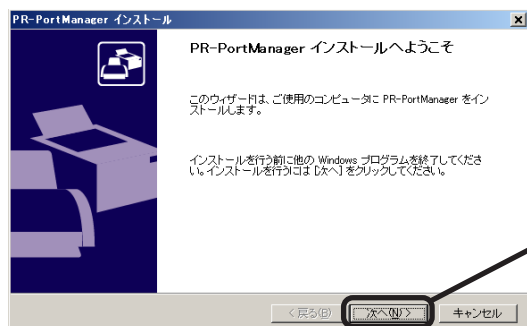 PR-PortManager インストール
PR-PortManager インストールへようこそ
このウィザードは、ご使用のコンピュータに PR-PortManager をイン
ストールします。
インストールを行う前に他の Windows プログラムを終了してくださ
い。インストールを行うには [次へ] をクリックしてください。
< 戻る(B)
次へ(N) >
キャンセル